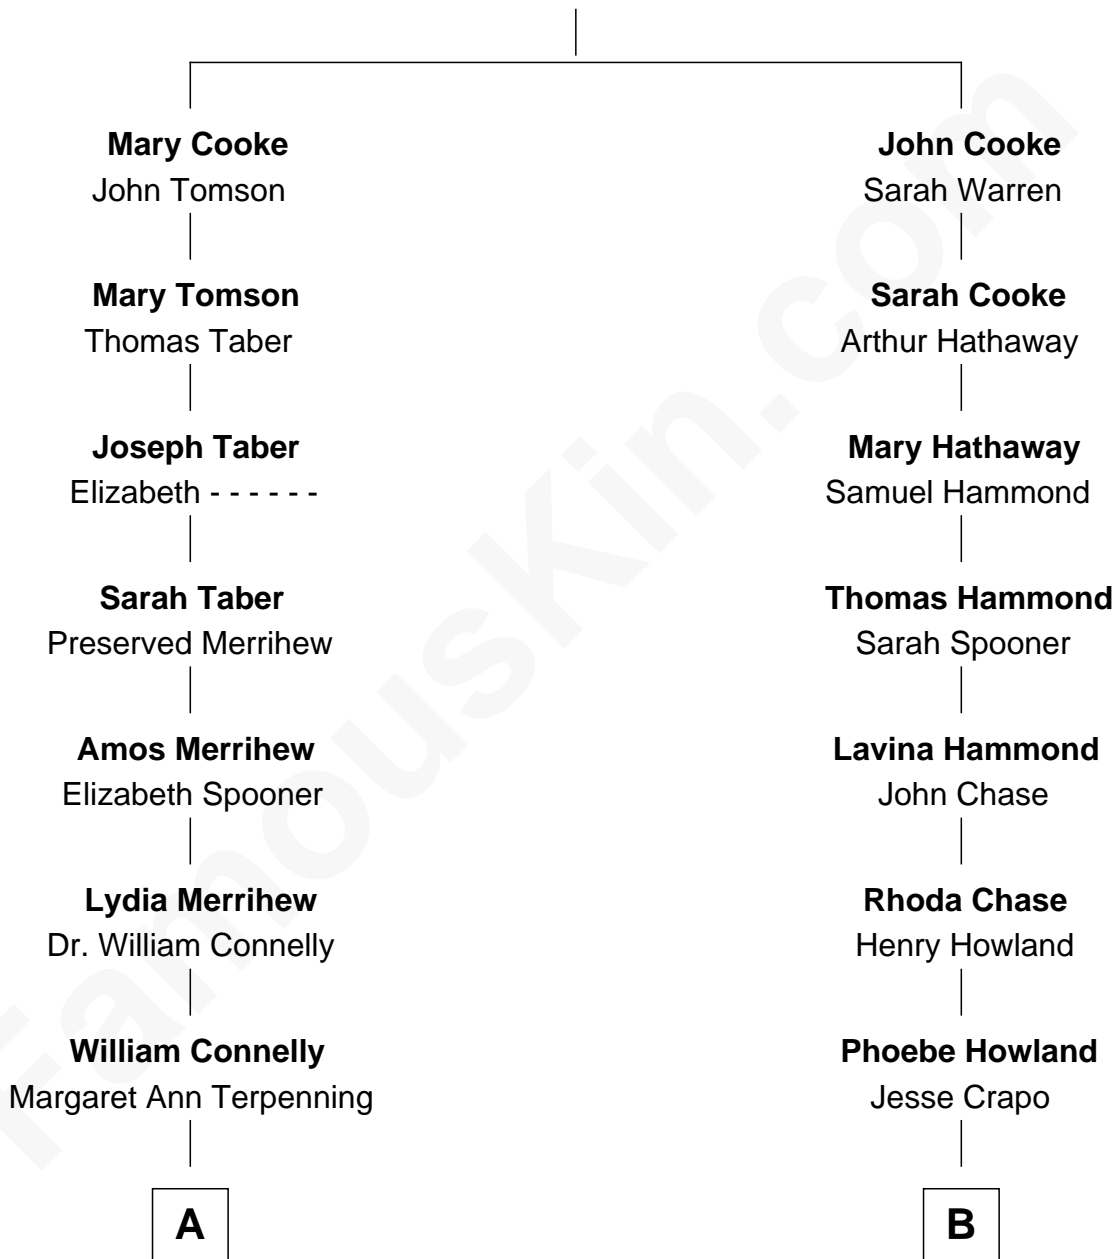 Mary Cooke
John Tomson
Mary Tomson
Thomas Taber
Joseph Taber
Elizabeth - - - - - -
Sarah Taber
Preserved Merrihew
Amos Merrihew
Elizabeth Spooner
Lydia Merrihew
Dr. William Connelly
William Connelly
Margaret Ann Terpenning
A
John Cooke
Sarah Warren
Sarah Cooke
Arthur Hathaway
Mary Hathaway
Samuel Hammond
Thomas Hammond
Sarah Spooner
Lavina Hammond
John Chase
Rhoda Chase
Henry Howland
Phoebe Howland
Jesse Crapo
B
FamousKin.com